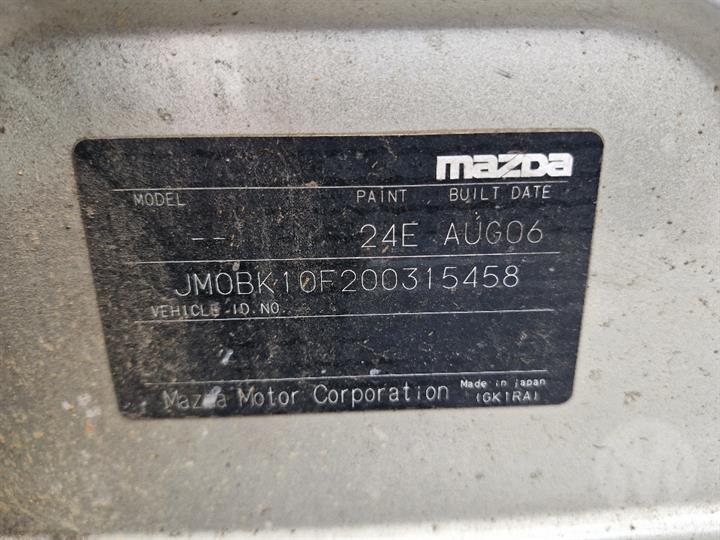 mazda
MODEL PAINT BUILT DATE
-- 24E AUG06
JM0BK10F200315458
VEHICLE ID.NO.
Mazda Motor Corporation Made in japan
(GK1RA)